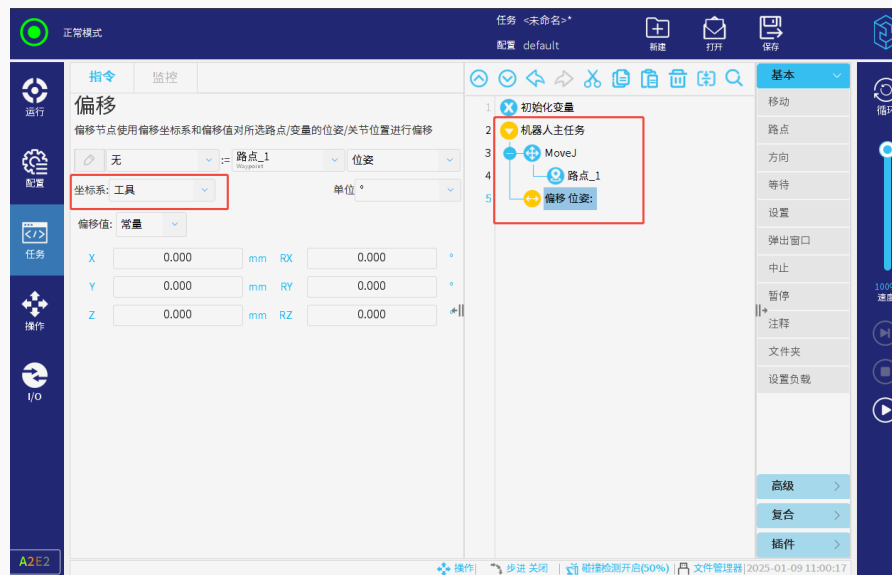 正常模式
任务 <未命名>*
配置 default
新建
打开
保存
运行
配置
任务
操作
I/O
A2E2
指令
监控
偏移
偏移节点使用偏移坐标系和偏移值对所选路点/变量的位姿/关节位置进行偏移
无 := 路点_1 位姿
Waypoint
坐标系: 工具 单位 °
偏移值: 常量
X 0.000 mm RX 0.000 °
Y 0.000 mm RY 0.000 °
Z 0.000 mm RZ 0.000 °
1 初始化变量
2 机器人主任务
3 MoveJ
4 路点_1
5 偏移 位姿:
基本
移动
路点
方向
等待
设置
弹出窗口
中止
暂停
注释
文件夹
设置负载
高级
复合
插件
100%
速度
操作 步进 关闭 碰撞检测开启(50%) 文件管理器 2025-01-09 11:00:17